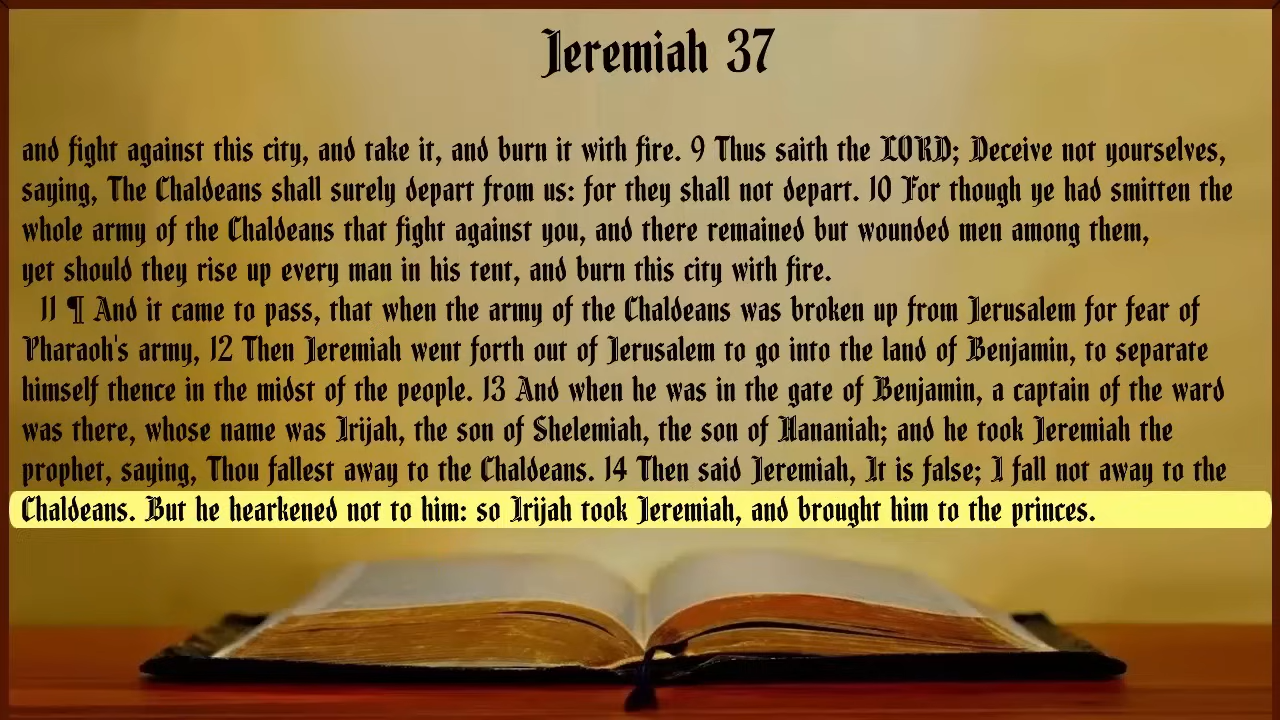 Jeremiah 37
and fight against this city, and take it, and burn it with fire. 9 Thus saith the LORD; Deceive not yourselves,
saying, The Chaldeans shall surely depart from us: for they shall not depart. 10 For though ye had smitten the
whole army of the Chaldeans that fight against you, and there remained but wounded men among them,
yet should they rise up every man in his tent, and burn this city with fire.
11 ¶ And it came to pass, that when the army of the Chaldeans was broken up from Jerusalem for fear of
Pharaoh's army, 12 Then Jeremiah went forth out of Jerusalem to go into the land of Benjamin, to separate
himself thence in the midst of the people. 13 And when he was in the gate of Benjamin, a captain of the ward
was there, whose name was Irijah, the son of Shelemiah, the son of Hananiah; and he took Jeremiah the
prophet, saying, Thou fallest away to the Chaldeans. 14 Then said Jeremiah, It is false; I fall not away to the
Chaldeans. But he hearkened not to him: so Irijah took Jeremiah, and brought him to the princes.